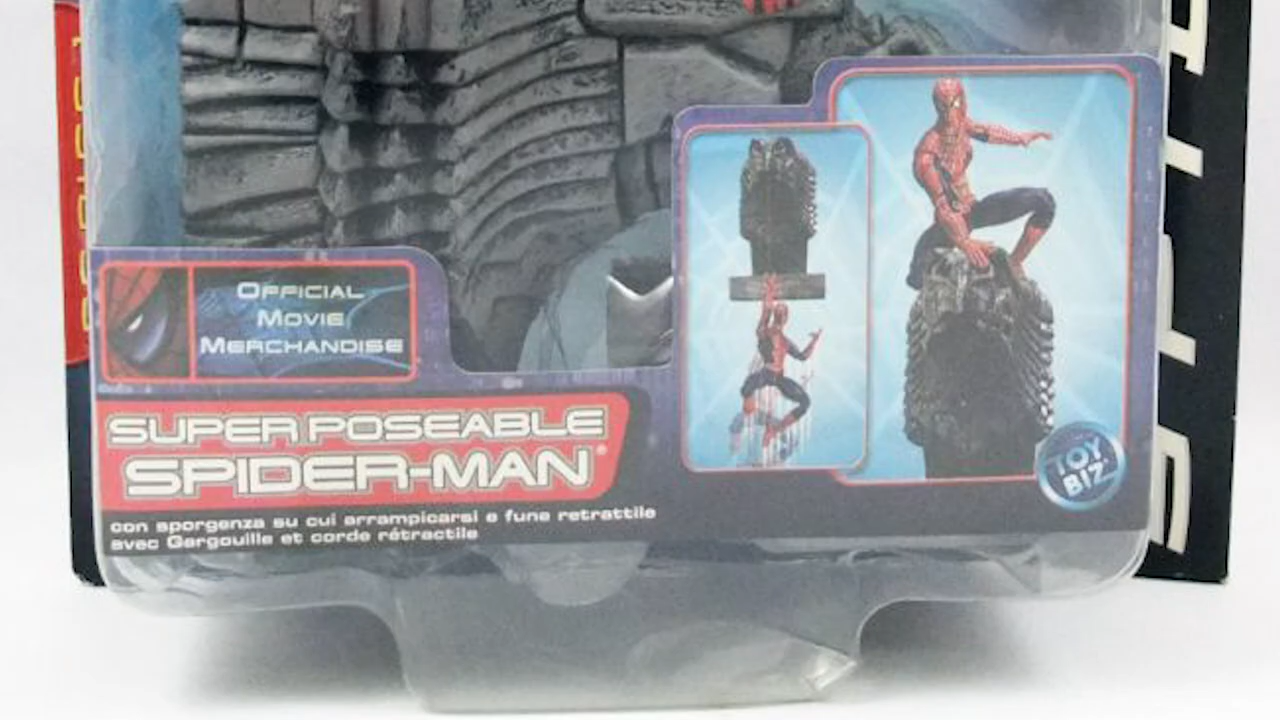 OFFICIAL
MOVIE
MERCHANDISE
SUPER POSEABLE
SPIDER-MAN®
con sporgenza su cui arrampicarsi e fune retrattile
avec Gargouille et corde rétractile
TOY
BIZ